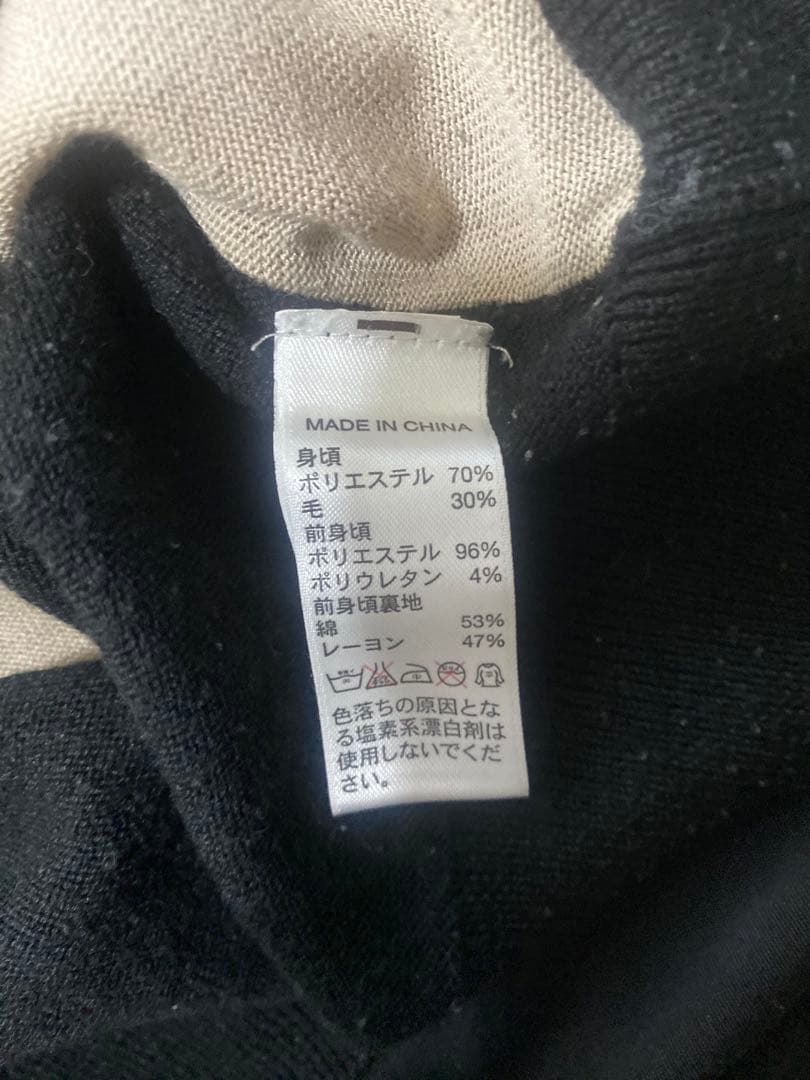 MADE IN CHINA
身頃
ポリエステル 70%
毛 30%
前身頃
ポリエステル 96%
ポリウレタン 4%
前身頃裏地
綿 53%
レーヨン 47%
色落ちの原因とな
る塩素系漂白剤は
使用しないでくだ
さい。